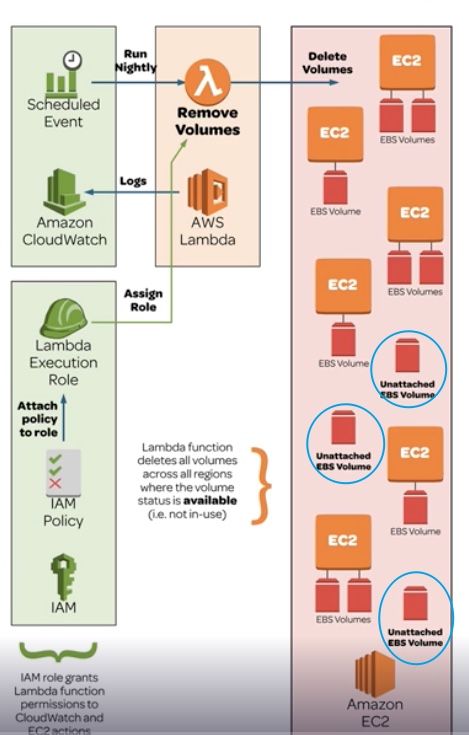 Run
Nightly
Scheduled
Event
λ
Remove
Volumes
Delete
Volumes
Logs
Amazon
CloudWatch
AWS
Lambda
Assign
Role
Lambda
Execution
Role
Attach
policy
to role
IAM
Policy
IAM
IAM role grants
Lambda function
permissions to
CloudWatch and
EC2 actions
Lambda function
deletes all volumes
across all regions
where the volume
status is available
(i.e. not in-use)
EC2
EBS Volumes
EC2
EBS Volume
EC2
EBS Volumes
EC2
EBS Volume
Unattached
EBS Volume
Unattached
EBS Volume
EC2
EBS Volume
EC2
EBS Volumes
Unattached
EBS Volume
Amazon
EC2